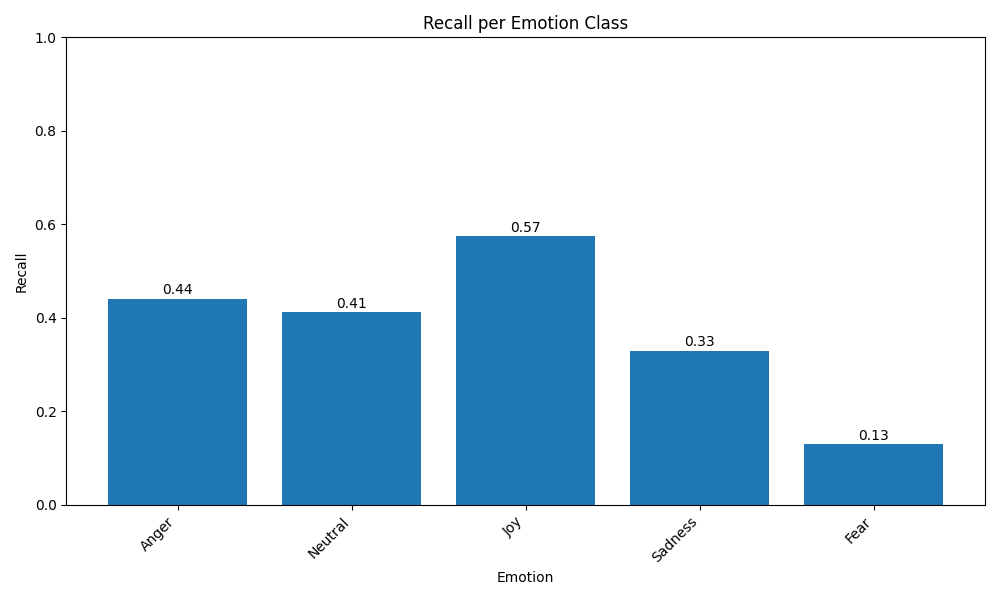 Recall per Emotion Class
1.0
0.8
0.6
0.4
0.2
0.0
Recall
0.44
0.41
0.57
0.33
0.13
Anger
Neutral
Joy
Sadness
Fear
Emotion